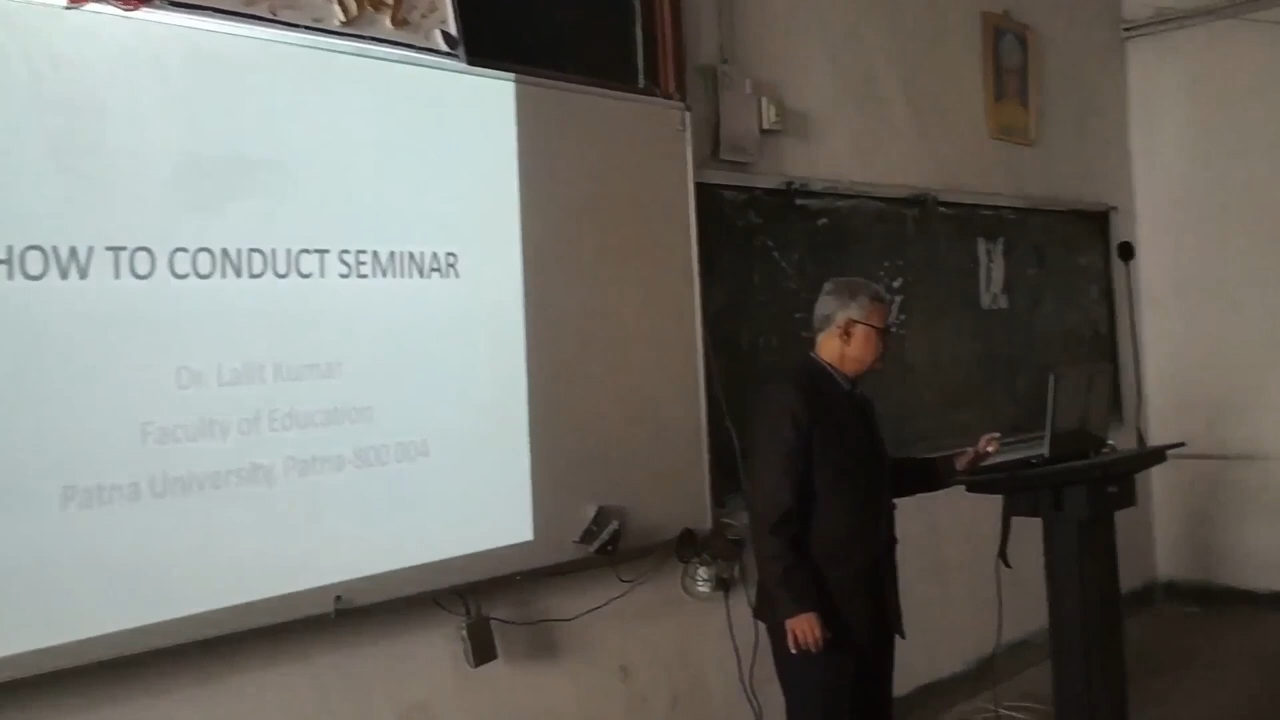 HOW TO CONDUCT SEMINAR
Dr. Lalit Kumar
Faculty of Education
Patna University, Patna-800 004